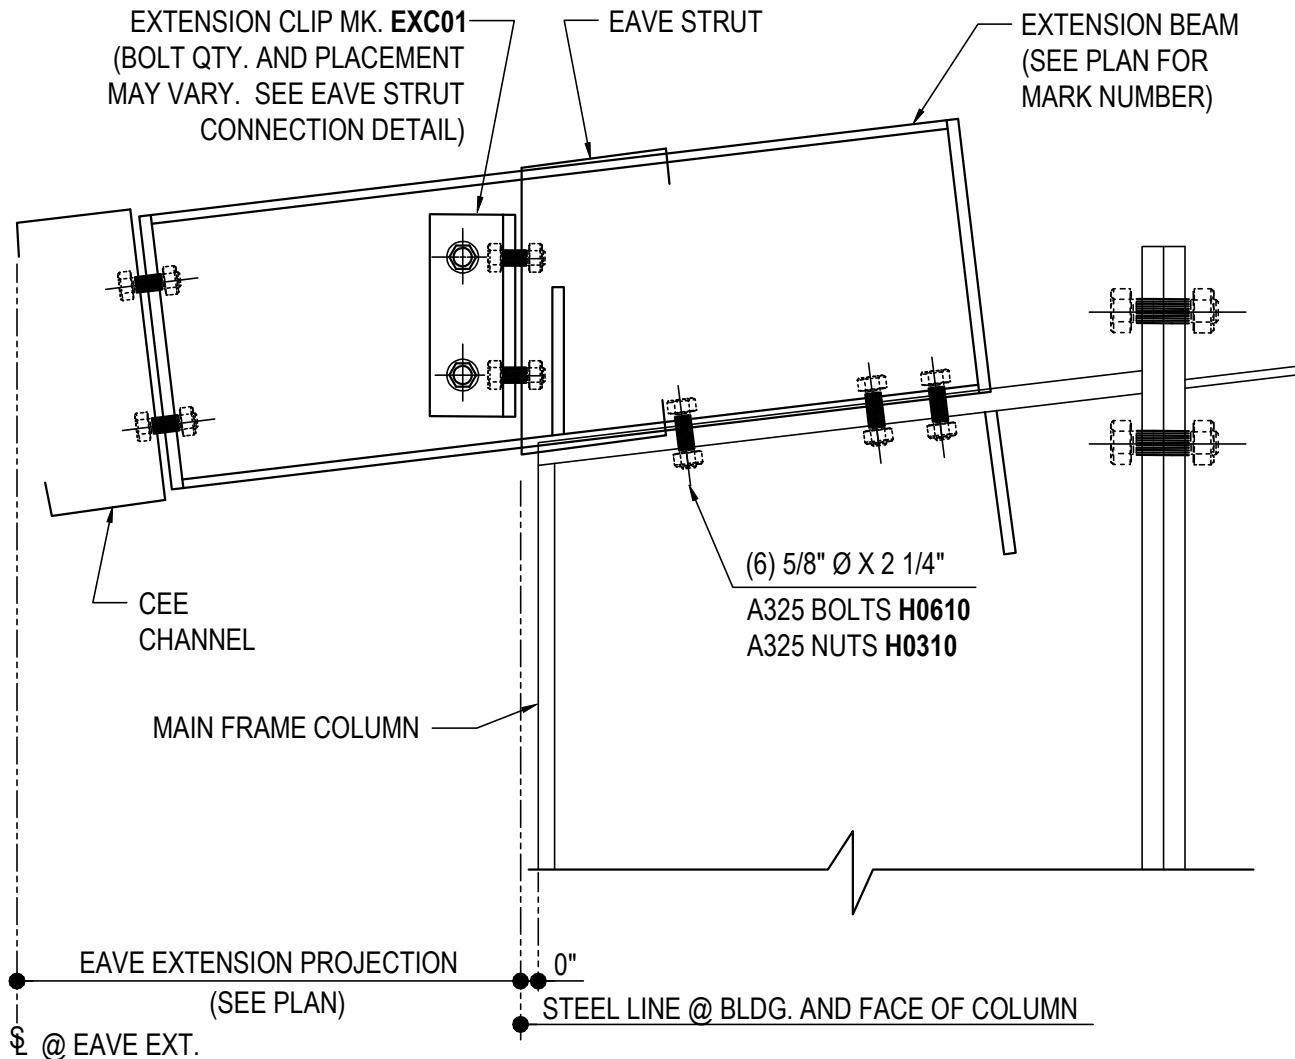 EXTENSION CLIP MK. EXC01
(BOLT QTY. AND PLACEMENT
MAY VARY. SEE EAVE STRUT
CONNECTION DETAIL)
EAVE STRUT
EXTENSION BEAM
(SEE PLAN FOR
MARK NUMBER)
(6) 5/8" Ø X 2 1/4"
A325 BOLTS H0610
A325 NUTS H0310
CEE
CHANNEL
MAIN FRAME COLUMN
EAVE EXTENSION PROJECTION
(SEE PLAN)
0"
STEEL LINE @ BLDG. AND FACE OF COLUMN
SL @ EAVE EXT.